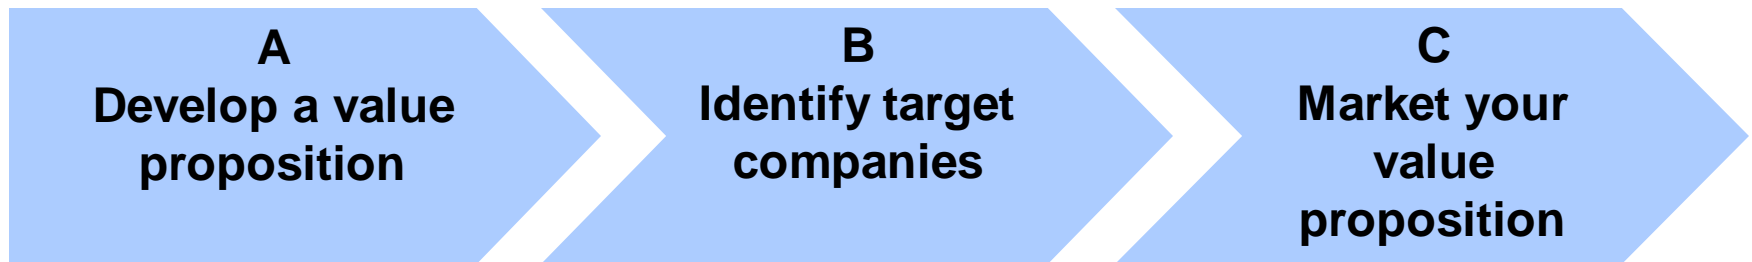 A
Develop a value
proposition
B
Identify target
companies
C
Market your
value
proposition